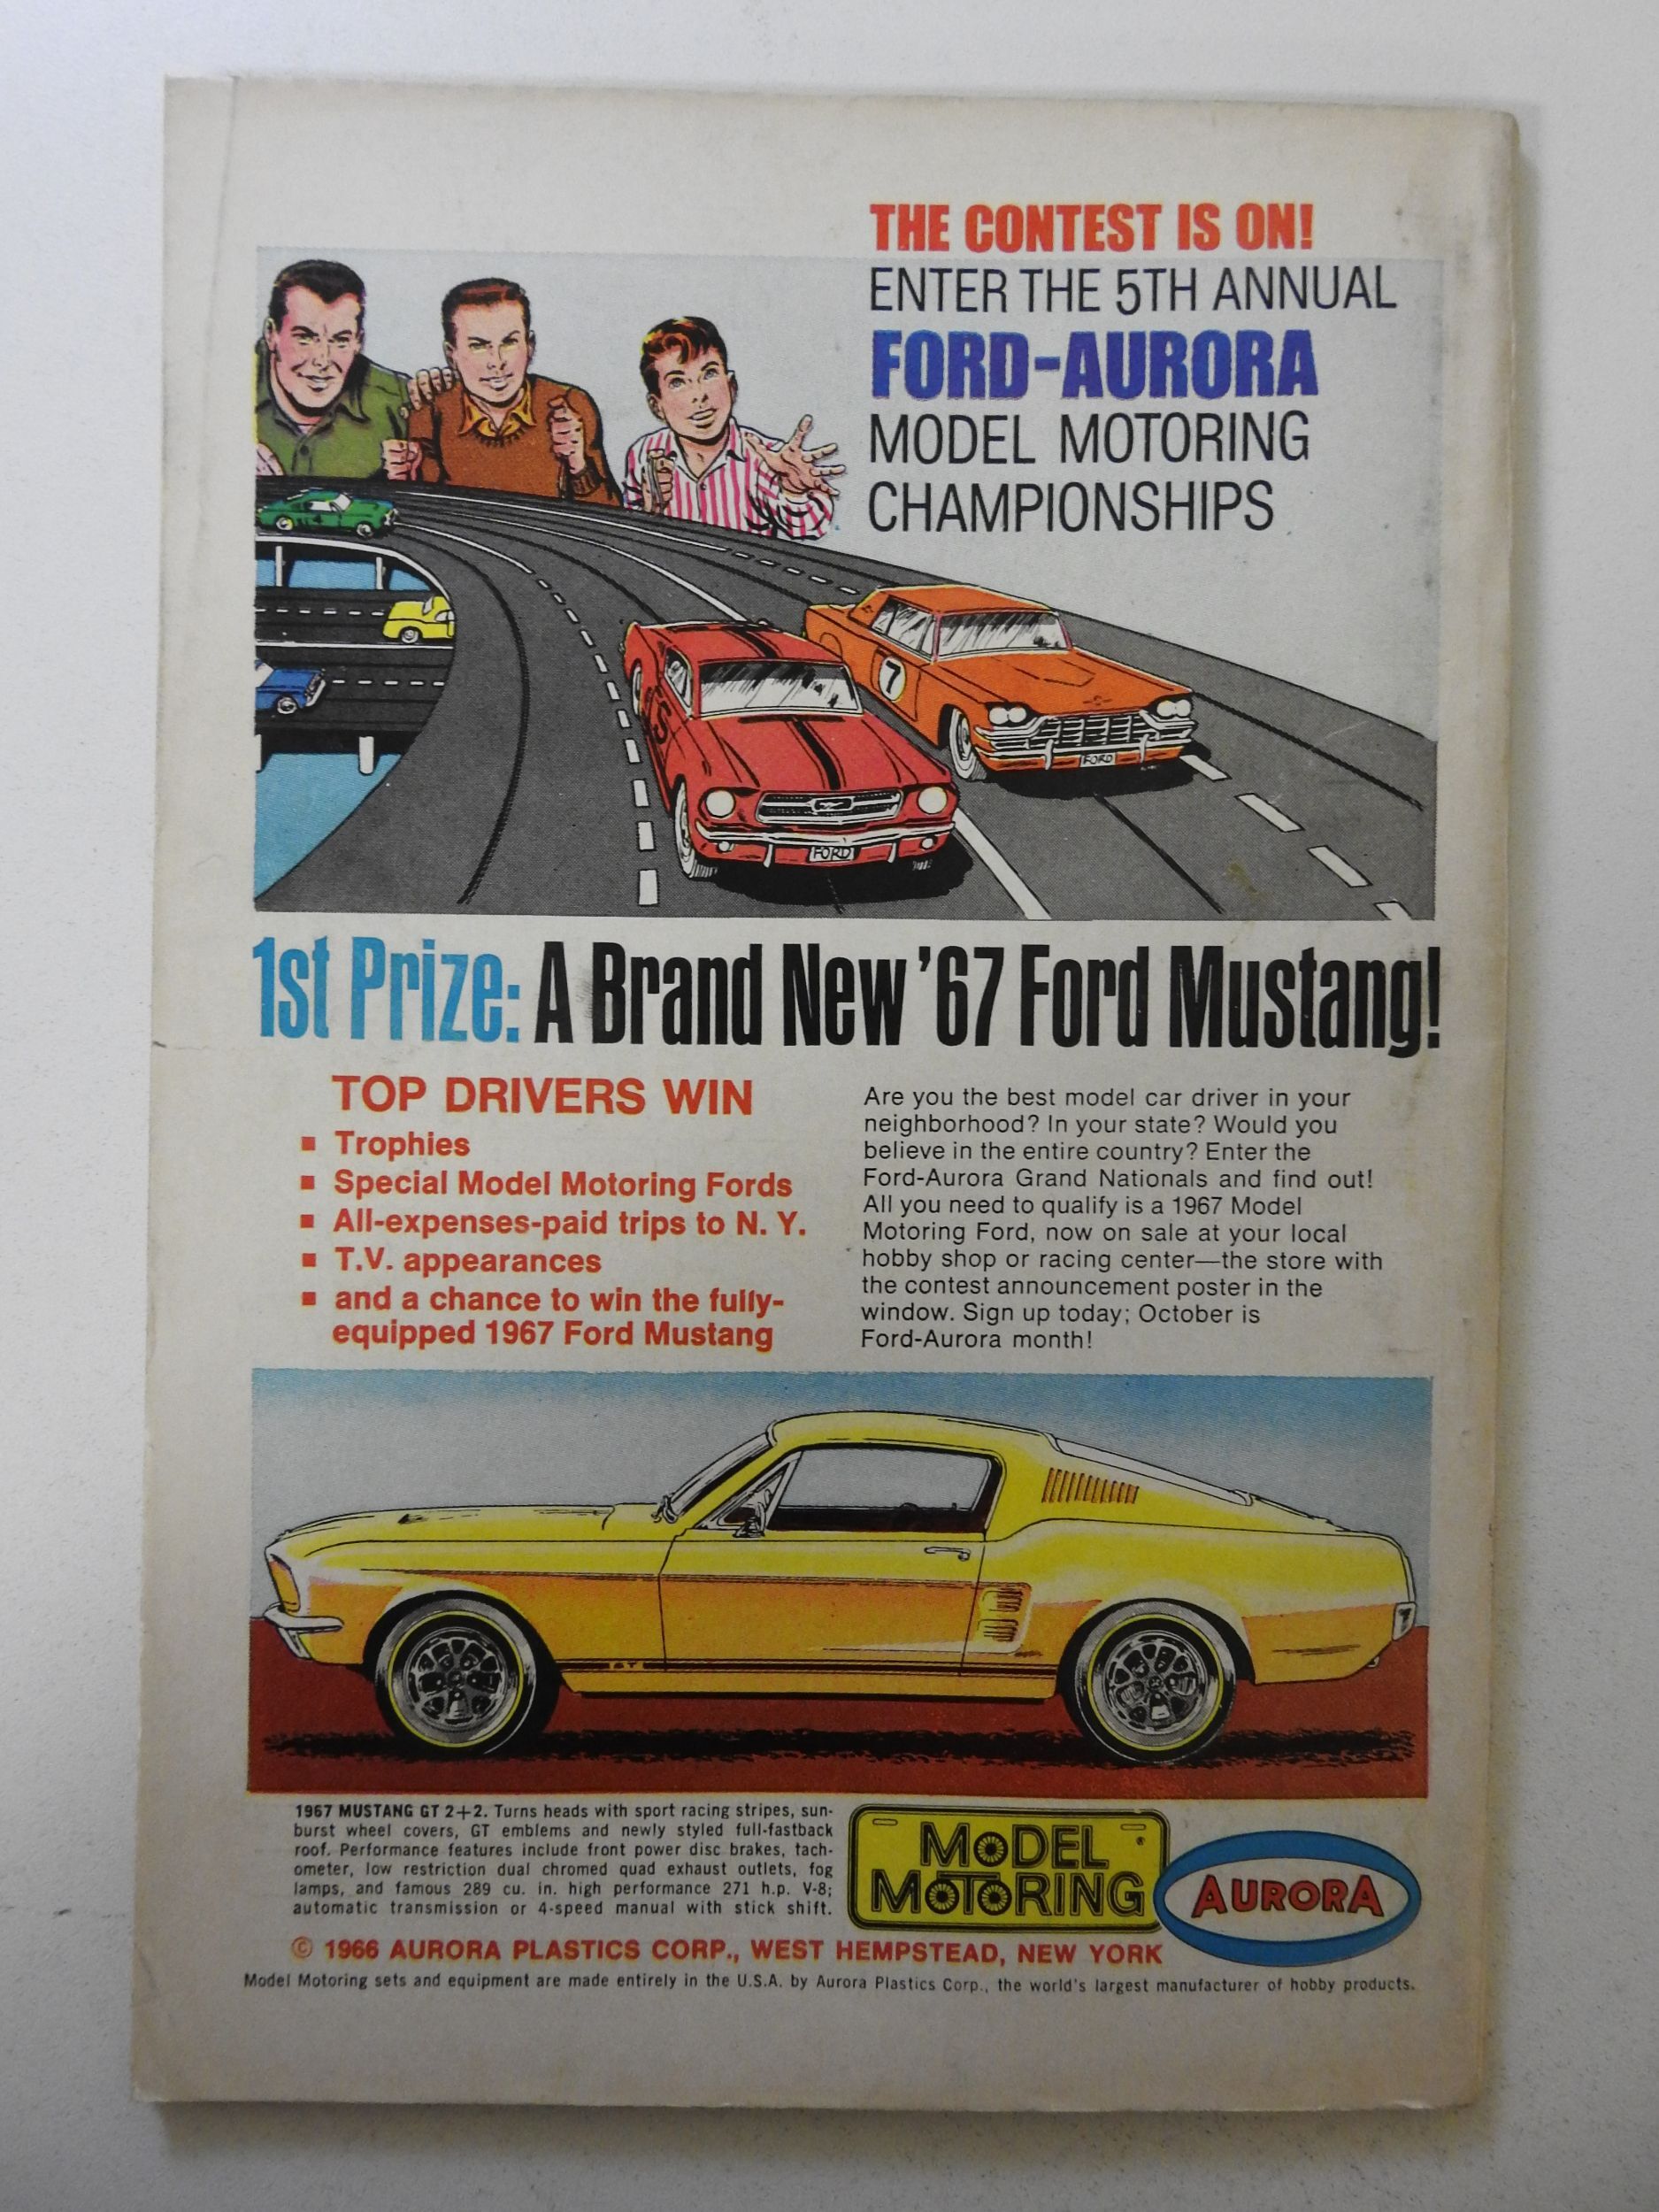 THE CONTEST IS ON!
ENTER THE 5TH ANNUAL
FORD-AURORA
MODEL MOTORING
CHAMPIONSHIPS
4
7
5
FORD
FORD
1st Prize: A Brand New '67 Ford Mustang!
TOP DRIVERS WIN
▪ Trophies
▪ Special Model Motoring Fords
▪ All-expenses-paid trips to N. Y.
▪ T.V. appearances
▪ and a chance to win the fully-
equipped 1967 Ford Mustang
Are you the best model car driver in your
neighborhood? In your state? Would you
believe in the entire country? Enter the
Ford-Aurora Grand Nationals and find out!
All you need to qualify is a 1967 Model
Motoring Ford, now on sale at your local
hobby shop or racing center—the store with
the contest announcement poster in the
window. Sign up today; October is
Ford-Aurora month!
1967 MUSTANG GT 2+2. Turns heads with sport racing stripes, sun-
burst wheel covers, GT emblems and newly styled full-fastback
roof. Performance features include front power disc brakes, tach-
ometer, low restriction dual chromed quad exhaust outlets, fog
lamps, and famous 289 cu. in. high performance 271 h.p. V-8;
automatic transmission or 4-speed manual with stick shift.
MODEL
MOTORING
®
AURORA
© 1966 AURORA PLASTICS CORP., WEST HEMPSTEAD, NEW YORK
Model Motoring sets and equipment are made entirely in the U.S.A. by Aurora Plastics Corp., the world's largest manufacturer of hobby products.